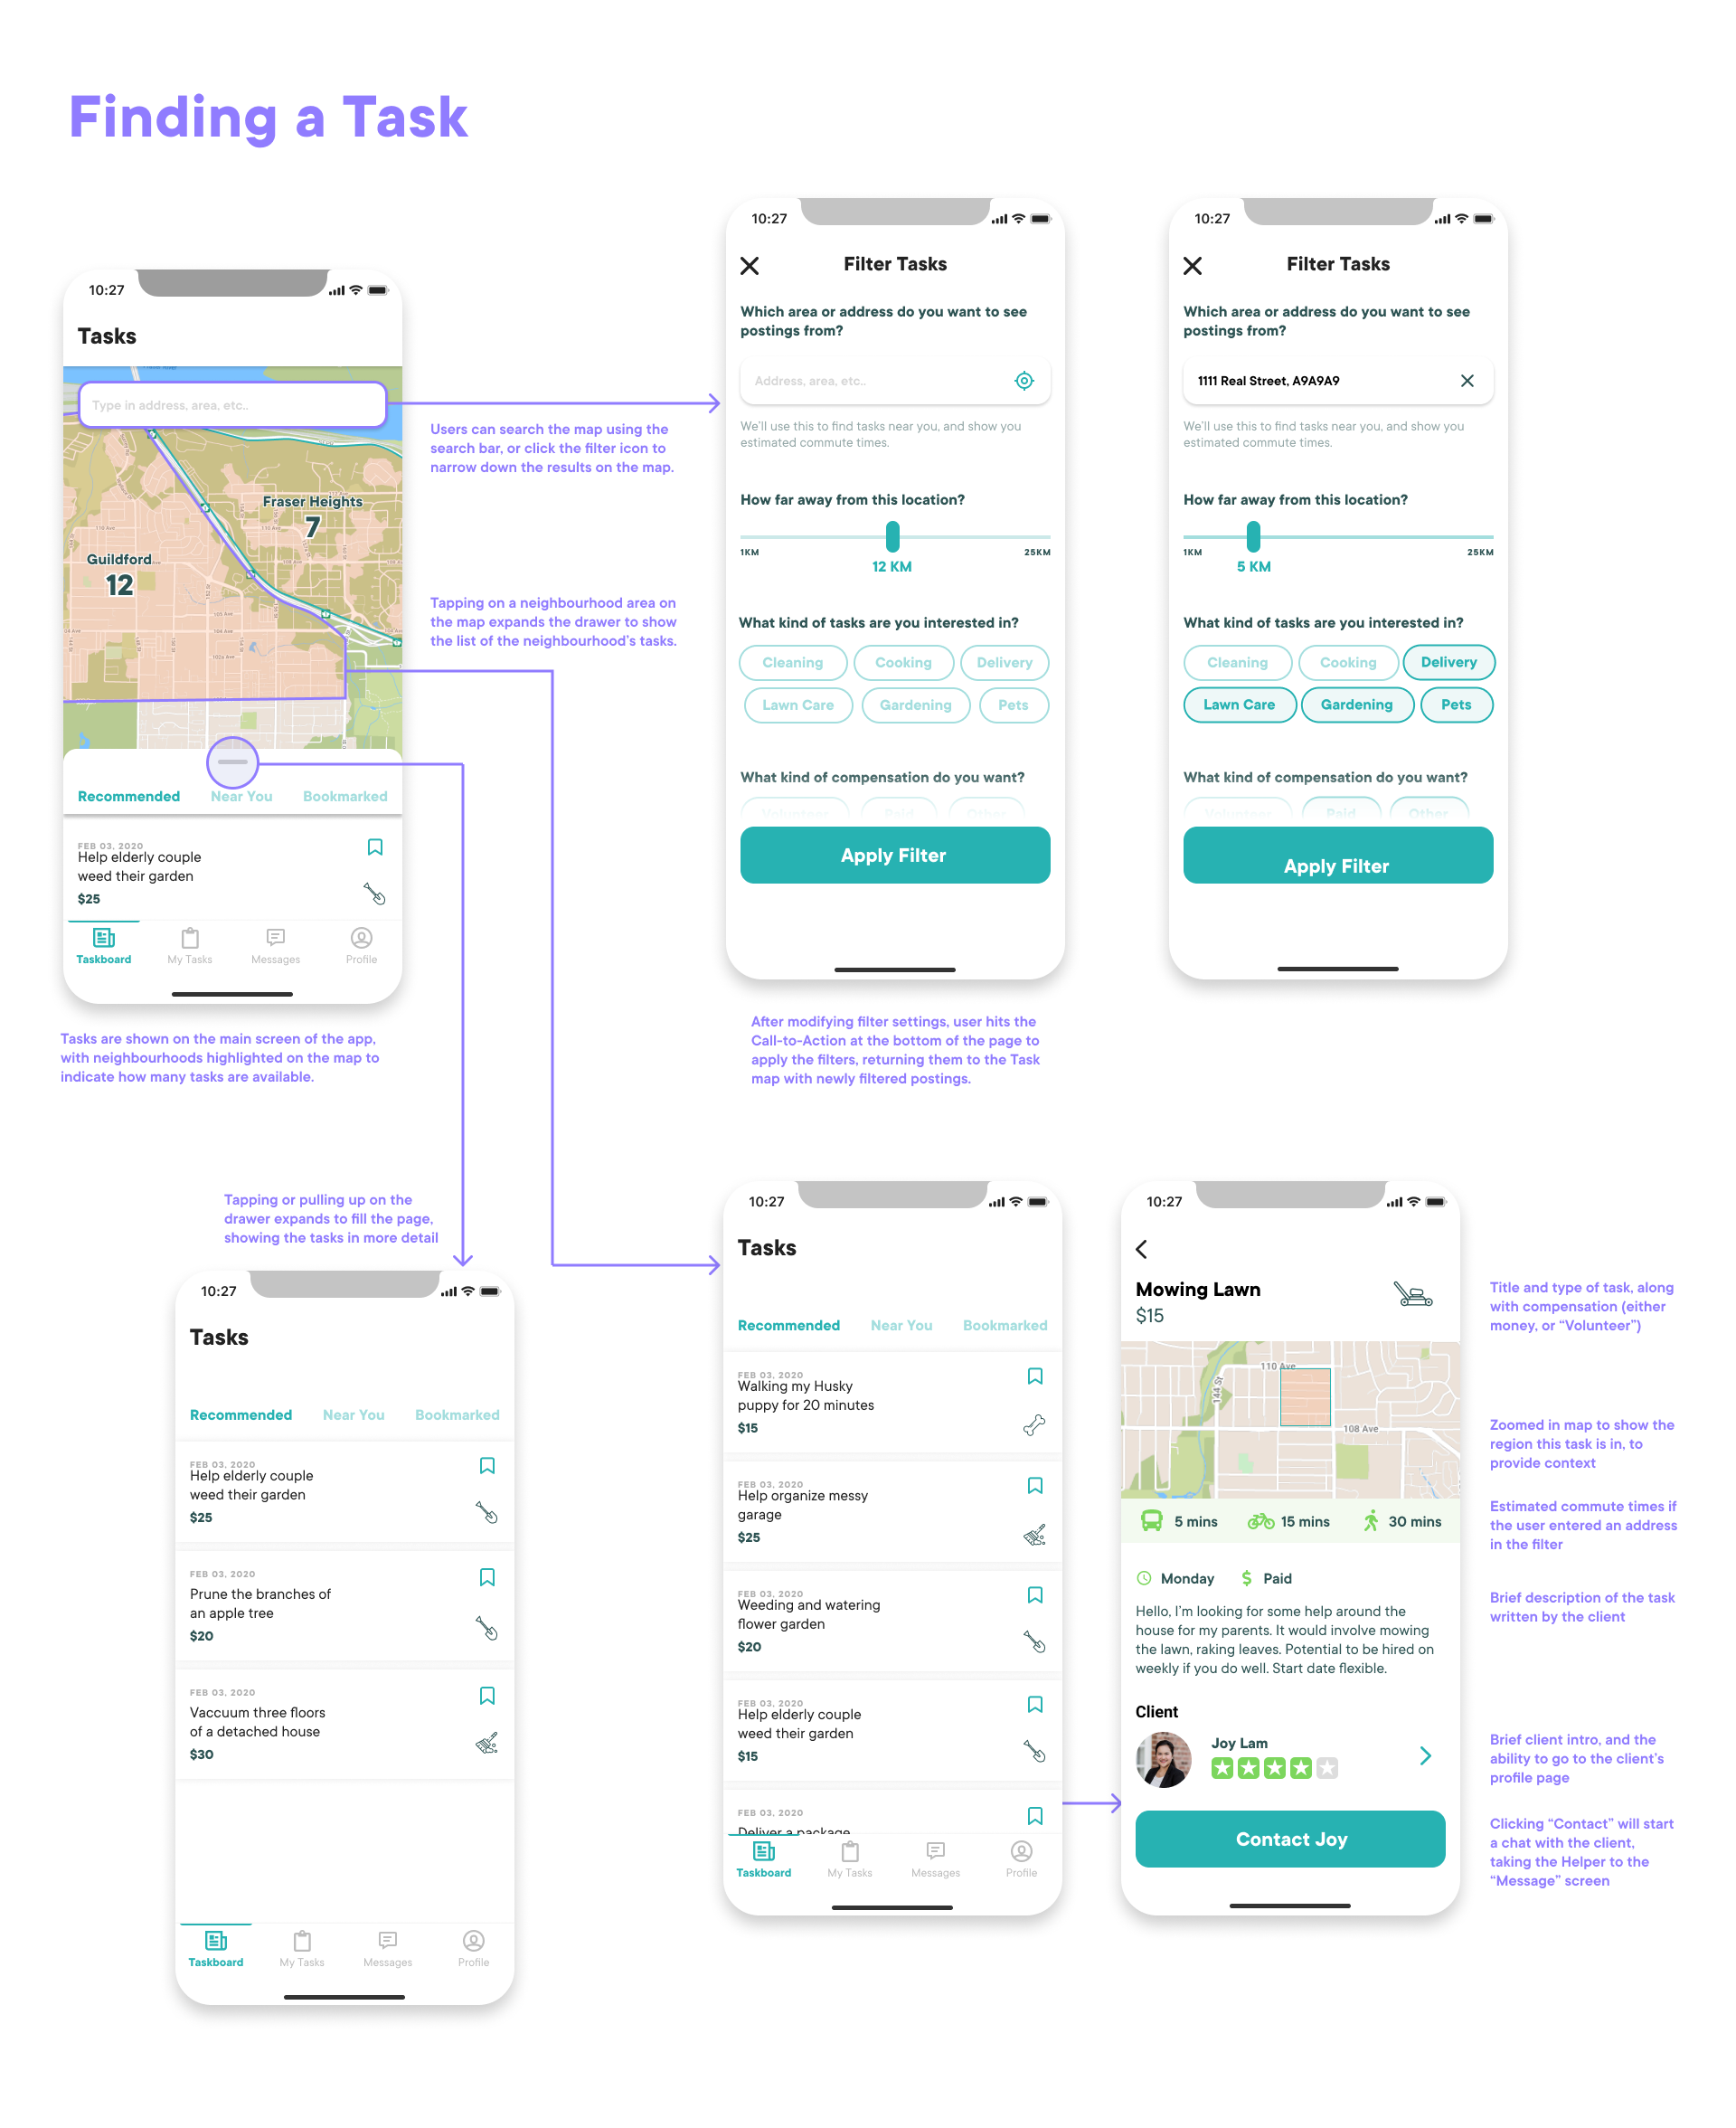 Finding a Task
10:27
Tasks
Type in address, area, etc..
Fraser Heights
7
Guildford
12
110 Ave
110 Ave
105 Ave
104 Ave
104 Ave
102a Ave
Recommended Near You Bookmarked
FEB 03, 2020
Help elderly couple
weed their garden
$25
Taskboard My Tasks Messages Profile
Tasks are shown on the main screen of the app,
with neighbourhoods highlighted on the map to
indicate how many tasks are available.
Users can search the map using the
search bar, or click the filter icon to
narrow down the results on the map.
Tapping on a neighbourhood area on
the map expands the drawer to show
the list of the neighbourhood's tasks.
10:27
Filter Tasks
Which area or address do you want to see
postings from?
Address, area, etc..
We'll use this to find tasks near you, and show you
estimated commute times.
How far away from this location?
1KM 25KM
12 KM
What kind of tasks are you interested in?
Cleaning Cooking Delivery
Lawn Care Gardening Pets
What kind of compensation do you want?
Volunteer Paid Other
Apply Filter
After modifying filter settings, user hits the
Call-to-Action at the bottom of the page to
apply the filters, returning them to the Task
map with newly filtered postings.
10:27
Filter Tasks
Which area or address do you want to see
postings from?
1111 Real Street, A9A9A9
We'll use this to find tasks near you, and show you
estimated commute times.
How far away from this location?
1KM 25KM
5 KM
What kind of tasks are you interested in?
Cleaning Cooking Delivery
Lawn Care Gardening Pets
What kind of compensation do you want?
Volunteer Paid Other
Apply Filter
Tapping or pulling up on the
drawer expands to fill the page,
showing the tasks in more detail
10:27
Tasks
Recommended Near You Bookmarked
FEB 03, 2020
Help elderly couple
weed their garden
$25
FEB 03, 2020
Prune the branches of
an apple tree
$20
FEB 03, 2020
Vaccuum three floors
of a detached house
$30
Taskboard My Tasks Messages Profile
10:27
Tasks
Recommended Near You Bookmarked
FEB 03, 2020
Walking my Husky
puppy for 20 minutes
$15
FEB 03, 2020
Help organize messy
garage
$25
FEB 03, 2020
Weeding and watering
flower garden
$20
FEB 03, 2020
Help elderly couple
weed their garden
$15
FEB 03, 2020
Deliver a package
Taskboard My Tasks Messages Profile
10:27
Mowing Lawn
$15
110 Ave
144 St
108 Ave
5 mins 15 mins 30 mins
Monday Paid
Hello, I'm looking for some help around the
house for my parents. It would involve mowing
the lawn, raking leaves. Potential to be hired on
weekly if you do well. Start date flexible.
Client
Joy Lam
Contact Joy
Title and type of task, along
with compensation (either
money, or “Volunteer”)
Zoomed in map to show the
region this task is in, to
provide context
Estimated commute times if
the user entered an address
in the filter
Brief description of the task
written by the client
Brief client intro, and the
ability to go to the client's
profile page
Clicking “Contact” will start
a chat with the client,
taking the Helper to the
“Message” screen